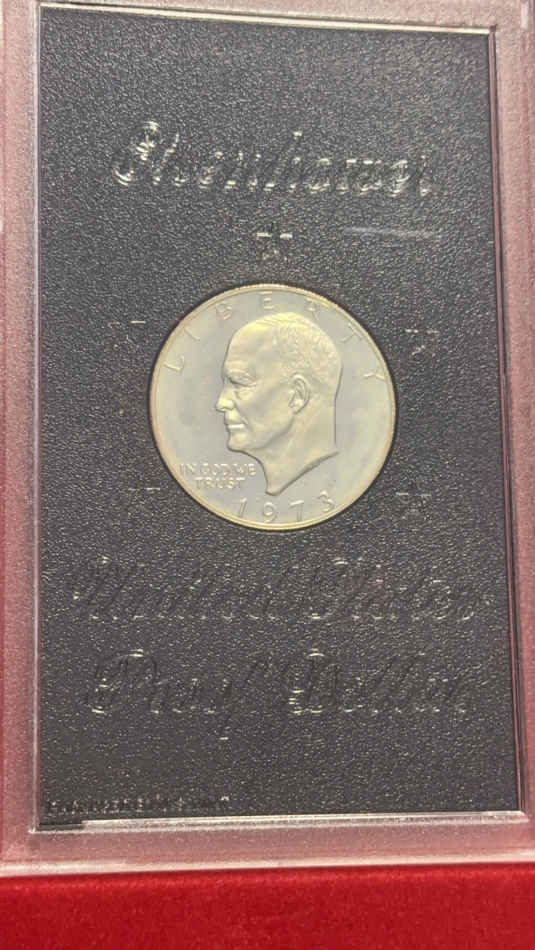 Eisenhower
LIBERTY
IN GOD WE
TRUST
1973
United States
Proof Dollar